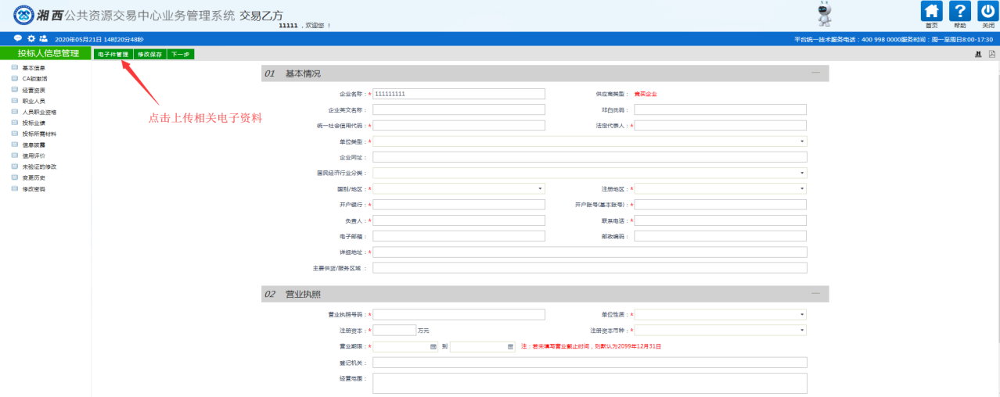 湘西公共资源交易中心业务管理系统 交易乙方
11111 ，欢迎您 ！
首页 帮助 关闭
2020年05月21日 14时20分48秒
平台统一技术服务电话：400 998 0000服务时间：周一至周日8:00-17:30
投标人信息管理
电子件管理 修改保存 下一步
基本信息
CA锁激活
经营资质
职业人员
人员职业资格
投标业绩
投标所需材料
信息披露
信用评价
未验证的修改
变更历史
修改密码
点击上传相关电子资料
01 基本情况
企业名称：* 111111111 供应商类型： 竞买企业
企业英文名称： 邓白氏码：
统一社会信用代码：* 法定代表人：*
单位类型：*
企业网址：
国民经济行业分类：
国别/地区：* 注册地区：*
开户银行：* 开户账号(基本账号)：*
负责人：* 联系电话：*
电子邮箱： 邮政编码：
详细地址：*
主要供货/服务区域 ：
02 营业执照
营业执照号码：* 单位性质：*
注册资本：* 万元 注册资本币种：*
营业期限：* 到 注：若未填写营业截止时间，则默认为2099年12月31日
登记机关：
经营范围：